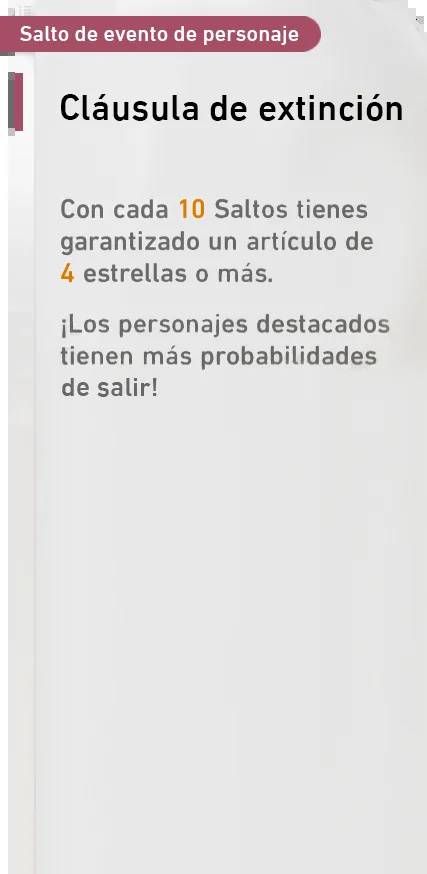 Salto de evento de personaje
Cláusula de extinción
Con cada 10 Saltos tienes
garantizado un artículo de
4 estrellas o más.
¡Los personajes destacados
tienen más probabilidades
de salir!